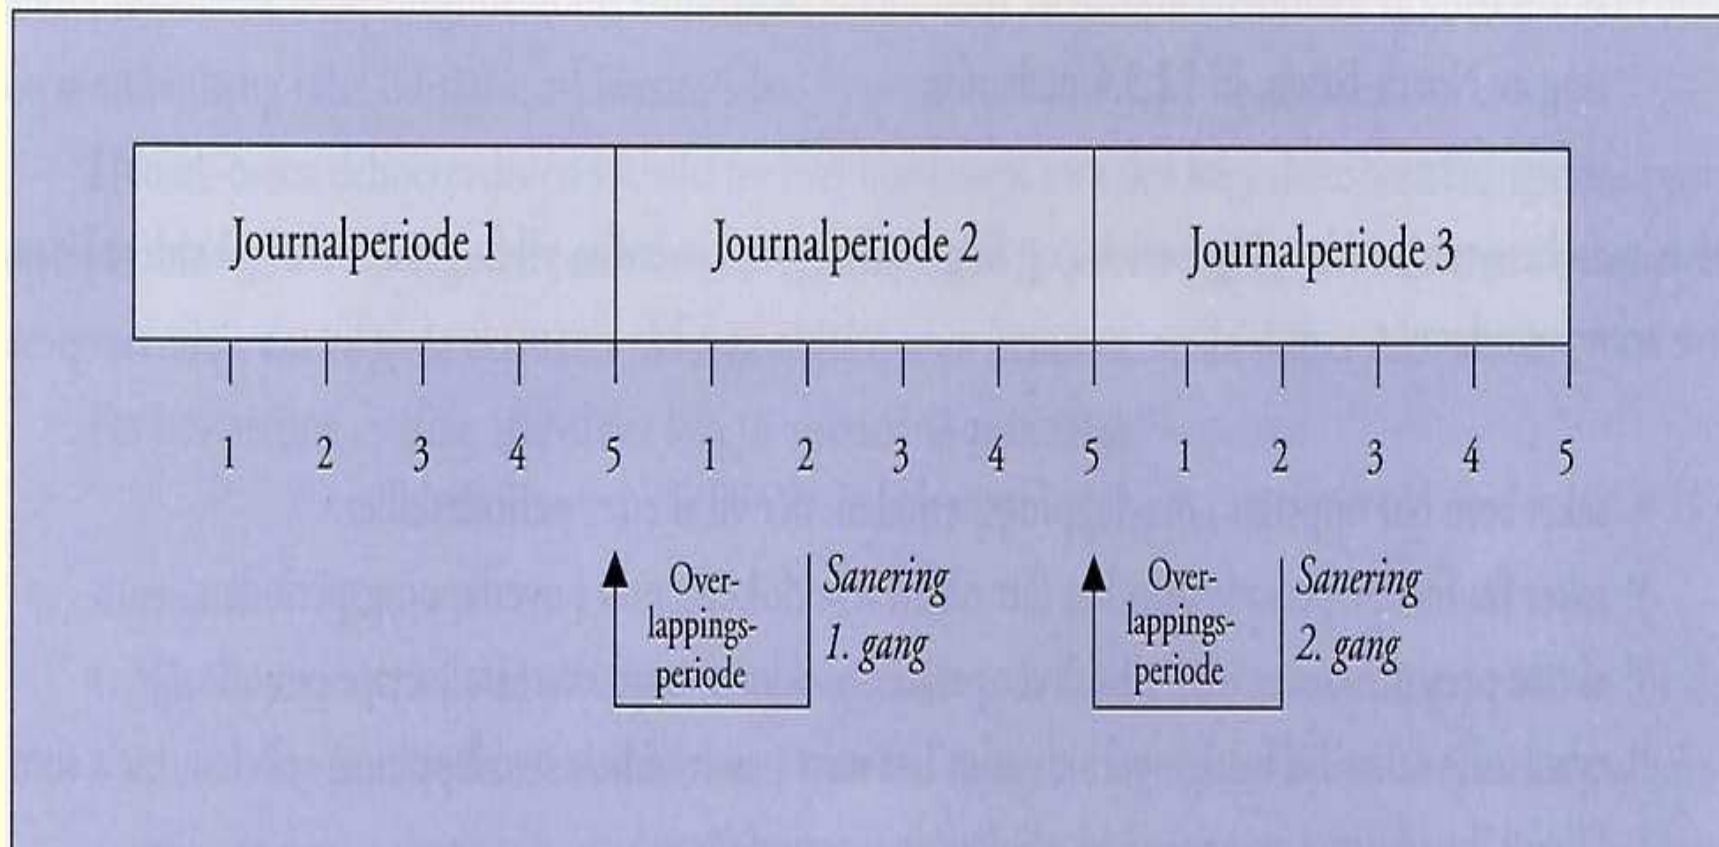 Journalperiode 1 Journalperiode 2 Journalperiode 3
1 2 3 4 5 1 2 3 4 5 1 2 3 4 5
Over-
lappings-
periode
Sanering
1. gang
Over-
lappings-
periode
Sanering
2. gang